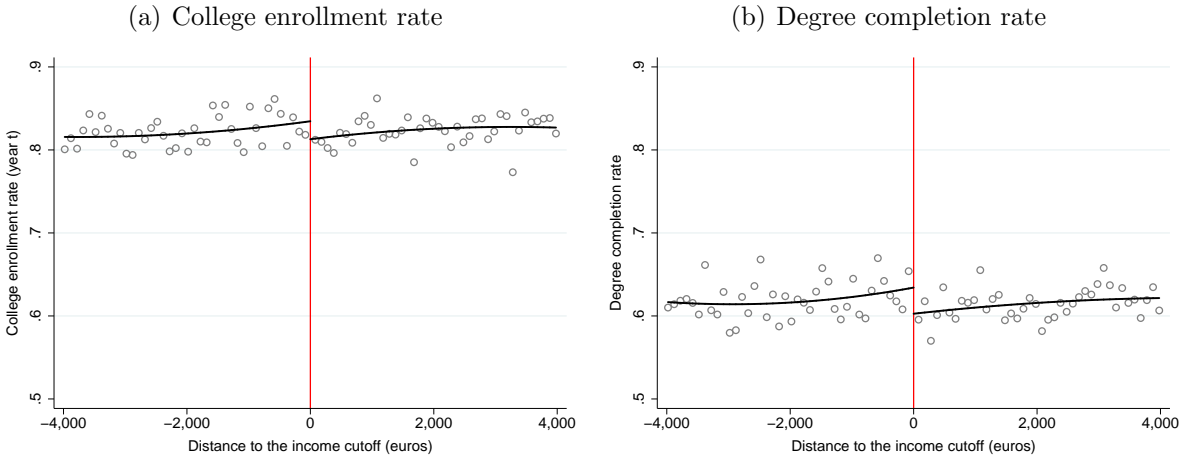 (a) College enrollment rate
College enrollment rate (year t)
.9
.8
.7
.6
.5
−4,000 −2,000 0 2,000 4,000
Distance to the income cutoff (euros)
(b) Degree completion rate
Degree completion rate
.9
.8
.7
.6
.5
−4,000 −2,000 0 2,000 4,000
Distance to the income cutoff (euros)